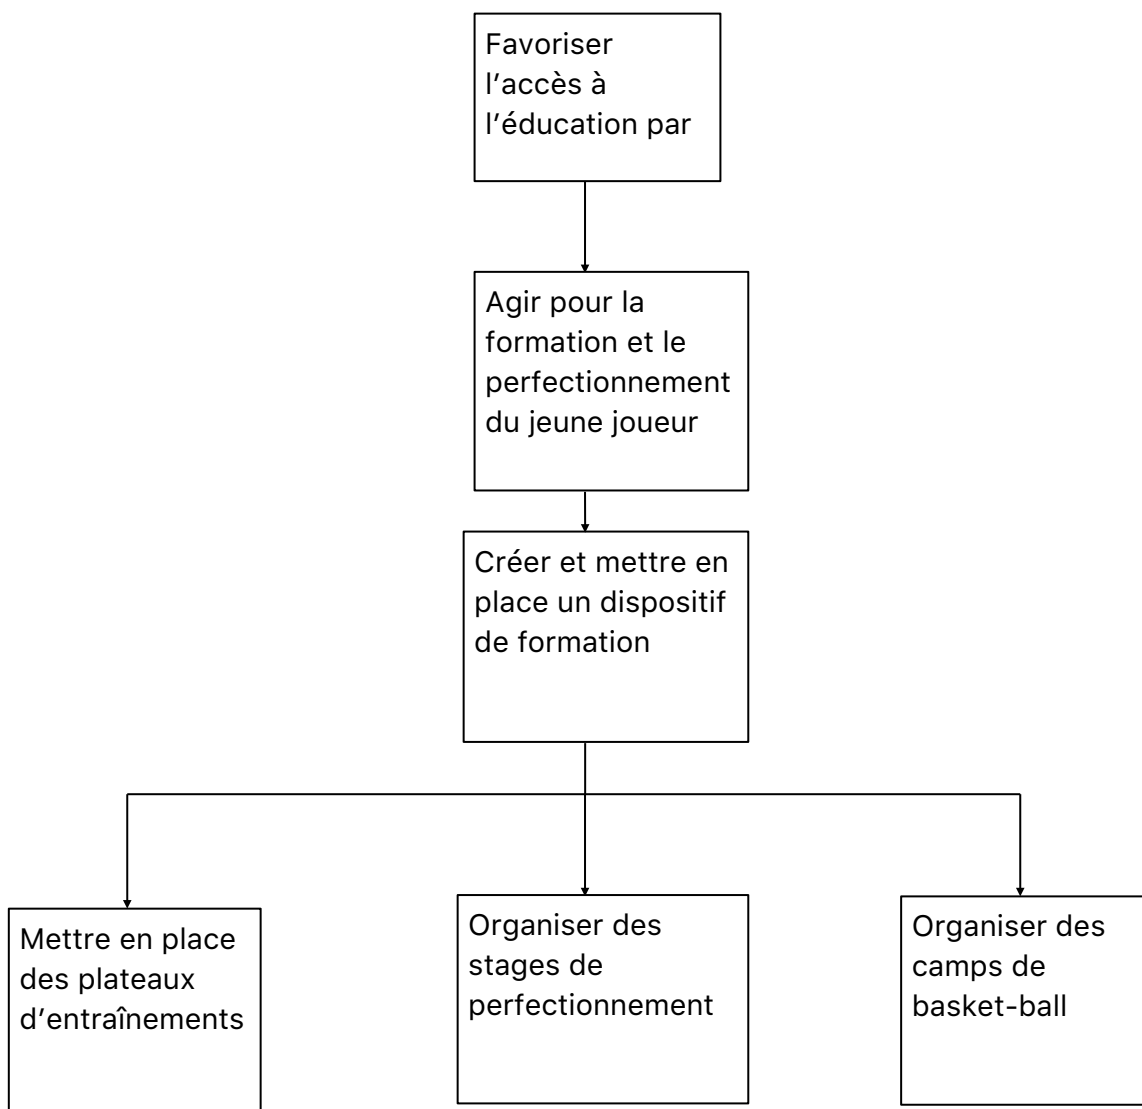 Favoriser
l’accès à
l’éducation par
Agir pour la
formation et le
perfectionnement
du jeune joueur
Créer et mettre en
place un dispositif
de formation
Mettre en place
des plateaux
d’entraînements
Organiser des
stages de
perfectionnement
Organiser des
camps de
basket-ball